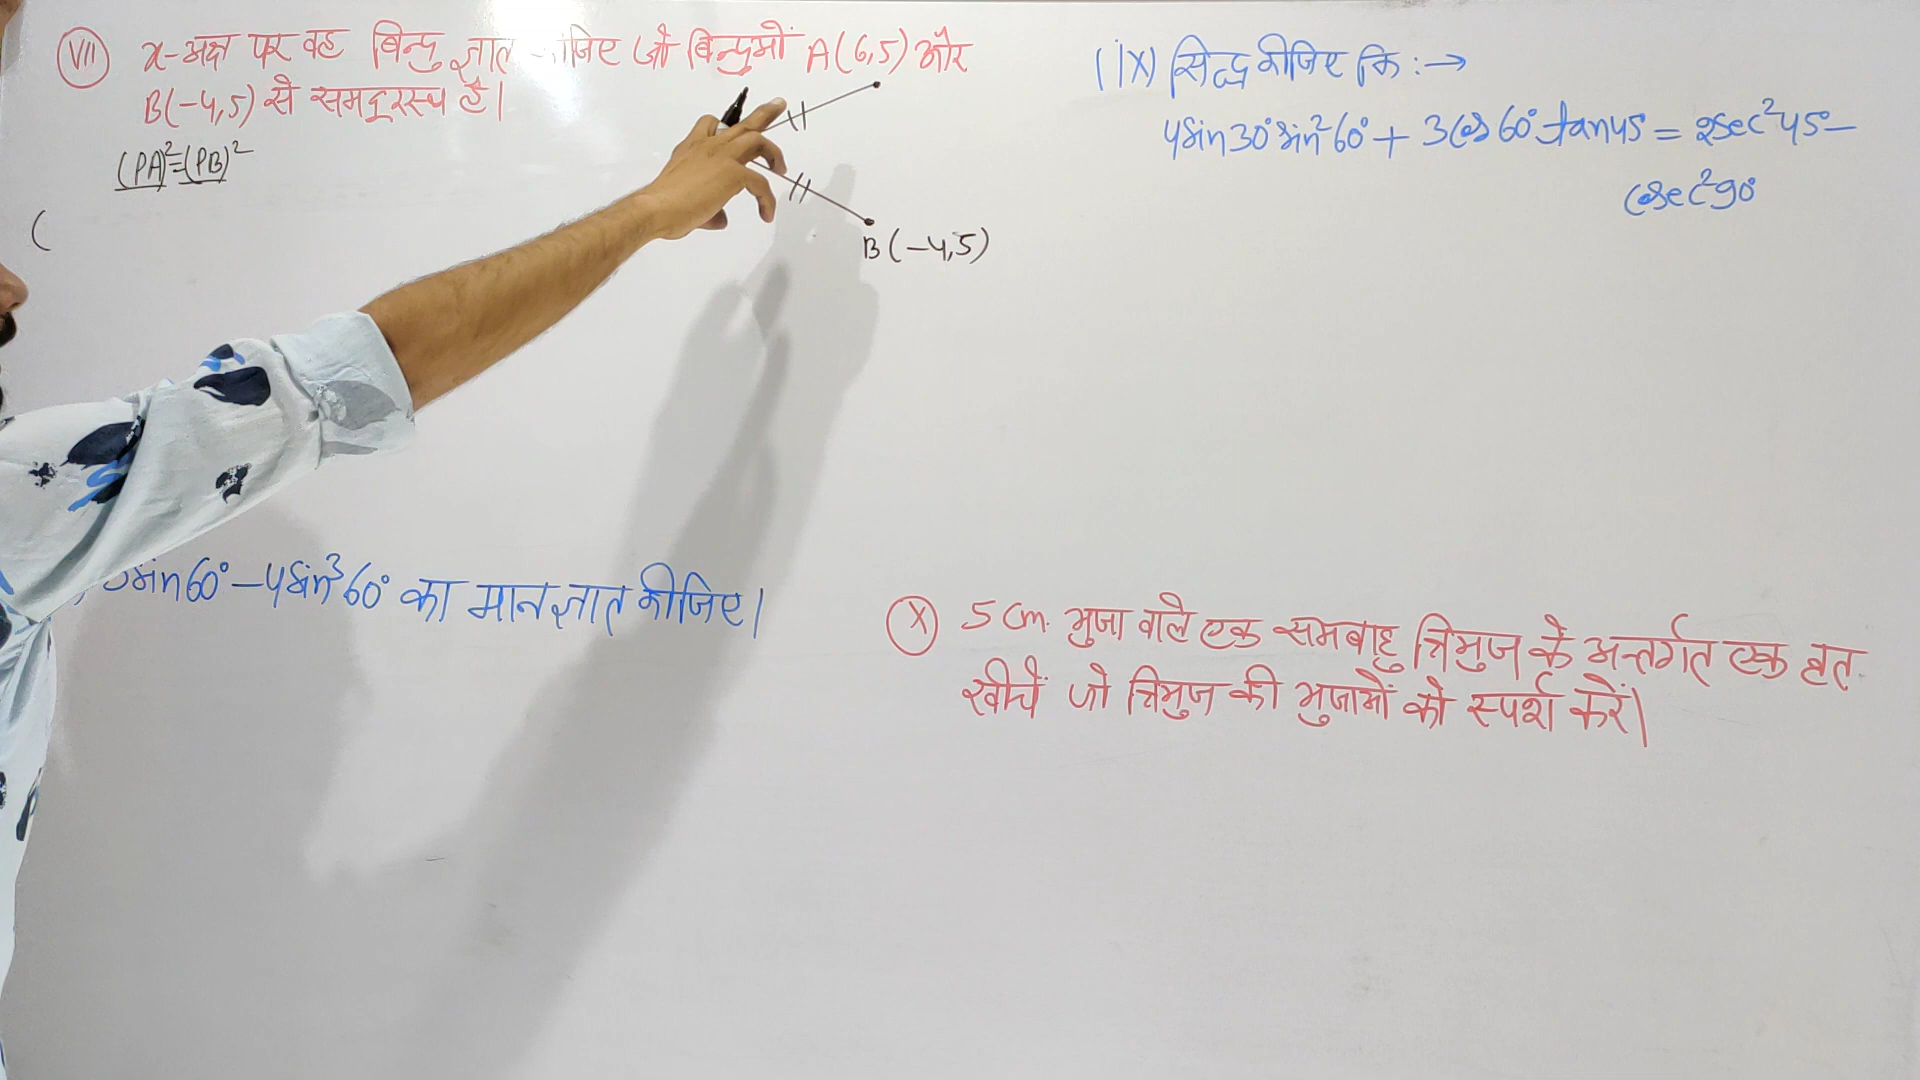 (VII) x-अक्ष पर वह बिन्दु ज्ञात जिए जो बिन्दुओं A(6,5) और
B(-4,5) से समदूरस्थ है।
(PA)²=(PB)²
(
B(-4,5)
(IX) सिद्ध कीजिए कि :→
4sin30° sin²60° + 3cos60° tan45° = 2sec²45° -
cosec²90°
sin60° - 4sin³60° का मान ज्ञात कीजिए।
(X) 5 cm. भुजा वाले एक समबाहु त्रिभुज के अन्तर्गत एक वृत
खीचें जो त्रिभुज की भुजाओं को स्पर्श करें।